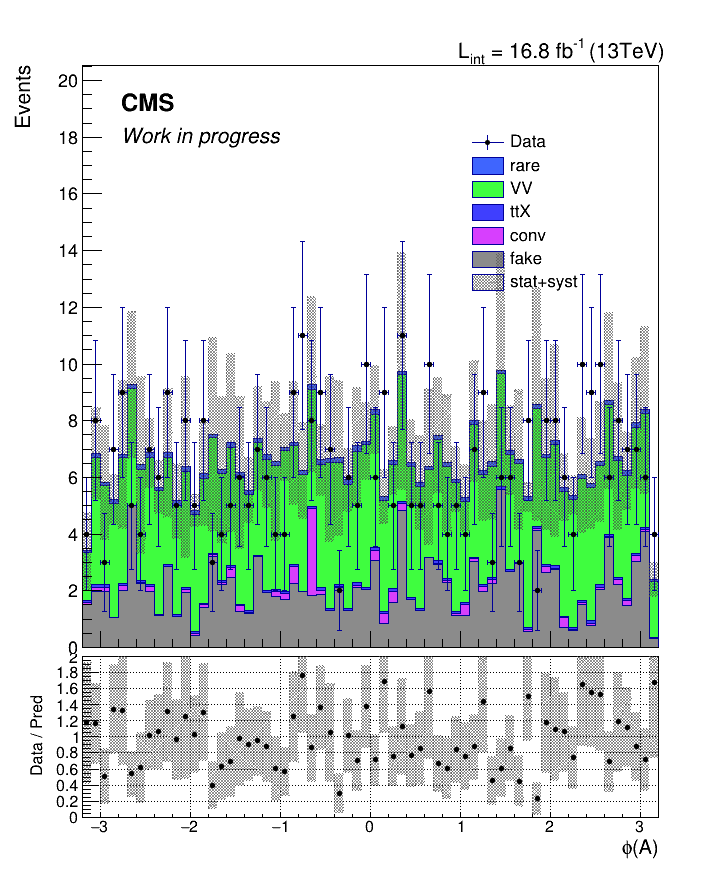 L_int = 16.8 fb^-1 (13TeV)
Events
20
18
16
14
12
10
8
6
4
2
0
CMS
Work in progress
Data
rare
VV
ttX
conv
fake
stat+syst
Data / Pred
2
1.8
1.6
1.4
1.2
1
0.8
0.6
0.4
0.2
0
−3 −2 −1 0 1 2 3
ϕ(A)